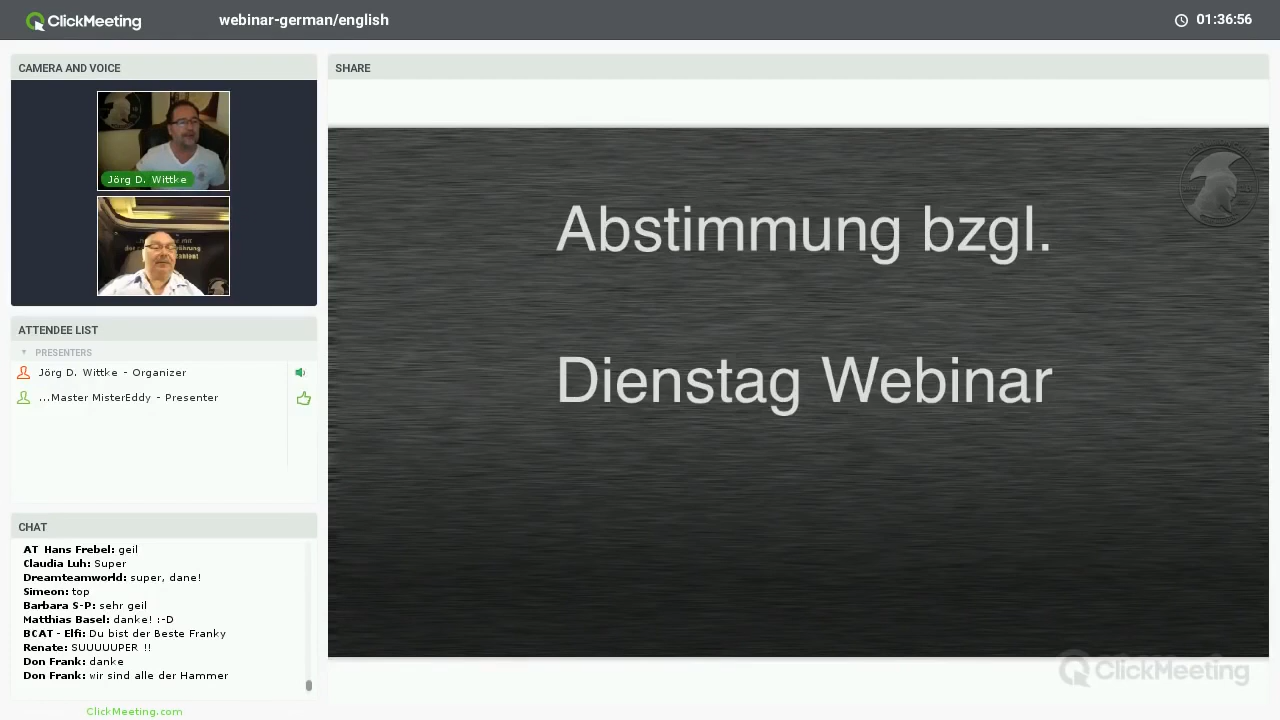 ClickMeeting
webinar-german/english
01:36:56
CAMERA AND VOICE
Jörg D. Wittke
SHARE
Abstimmung bzgl.
Dienstag Webinar
ATTENDEE LIST
PRESENTERS
Jörg D. Wittke - Organizer
...Master MisterEddy - Presenter
CHAT
AT Hans Frebel: geil
Claudia Luh: Super
Dreamteamworld: super, dane!
Simeon: top
Barbara S-P: sehr geil
Matthias Basel: danke! :-D
BCAT - Elfi: Du bist der Beste Franky
Renate: SUUUUUPER !!
Don Frank: danke
Don Frank: wir sind alle der Hammer
ClickMeeting.com
ClickMeeting